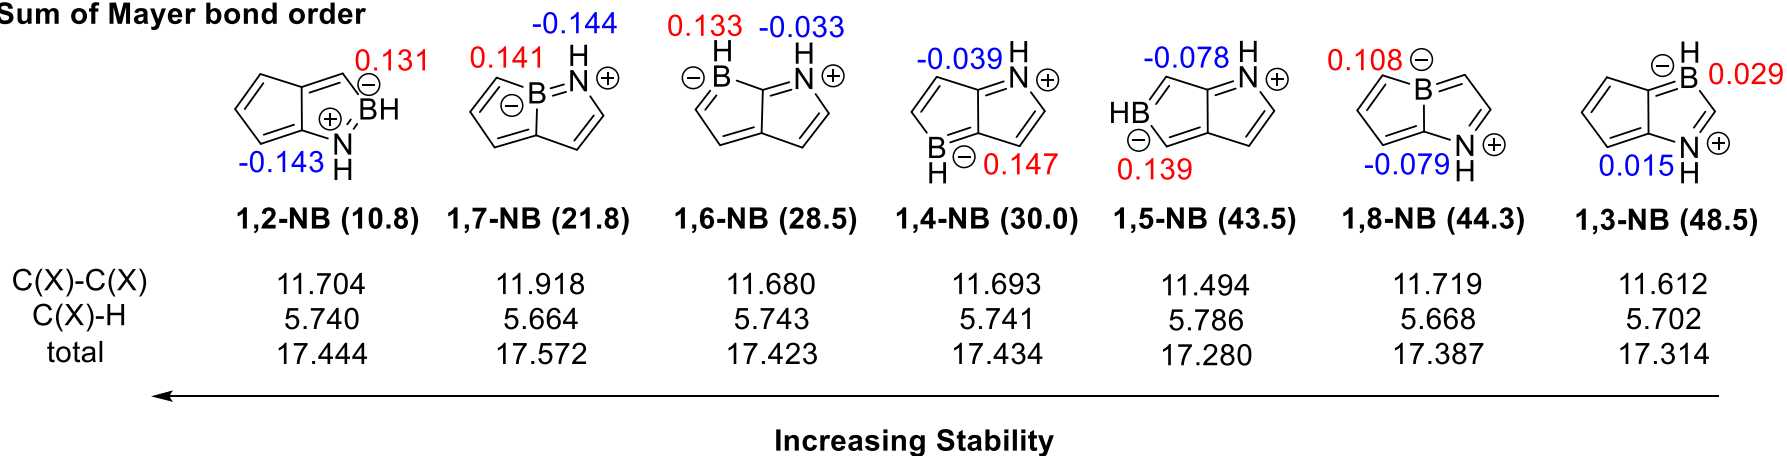 Sum of Mayer bond order
0.131 -0.143 ⊖ BH ⊕ N H
0.141 -0.144 H B N ⊖ ⊕
0.133 -0.033 H H ⊖ B N ⊕
-0.039 H N ⊕ B H ⊖ 0.147
-0.078 H N ⊕ HB ⊖ 0.139
0.108 ⊖ B -0.079 N H ⊕
H ⊖ B 0.029 0.015 N H ⊕
1,2-NB (10.8) 1,7-NB (21.8) 1,6-NB (28.5) 1,4-NB (30.0) 1,5-NB (43.5) 1,8-NB (44.3) 1,3-NB (48.5)
C(X)-C(X) 11.704 11.918 11.680 11.693 11.494 11.719 11.612
C(X)-H 5.740 5.664 5.743 5.741 5.786 5.668 5.702
total 17.444 17.572 17.423 17.434 17.280 17.387 17.314
Increasing Stability